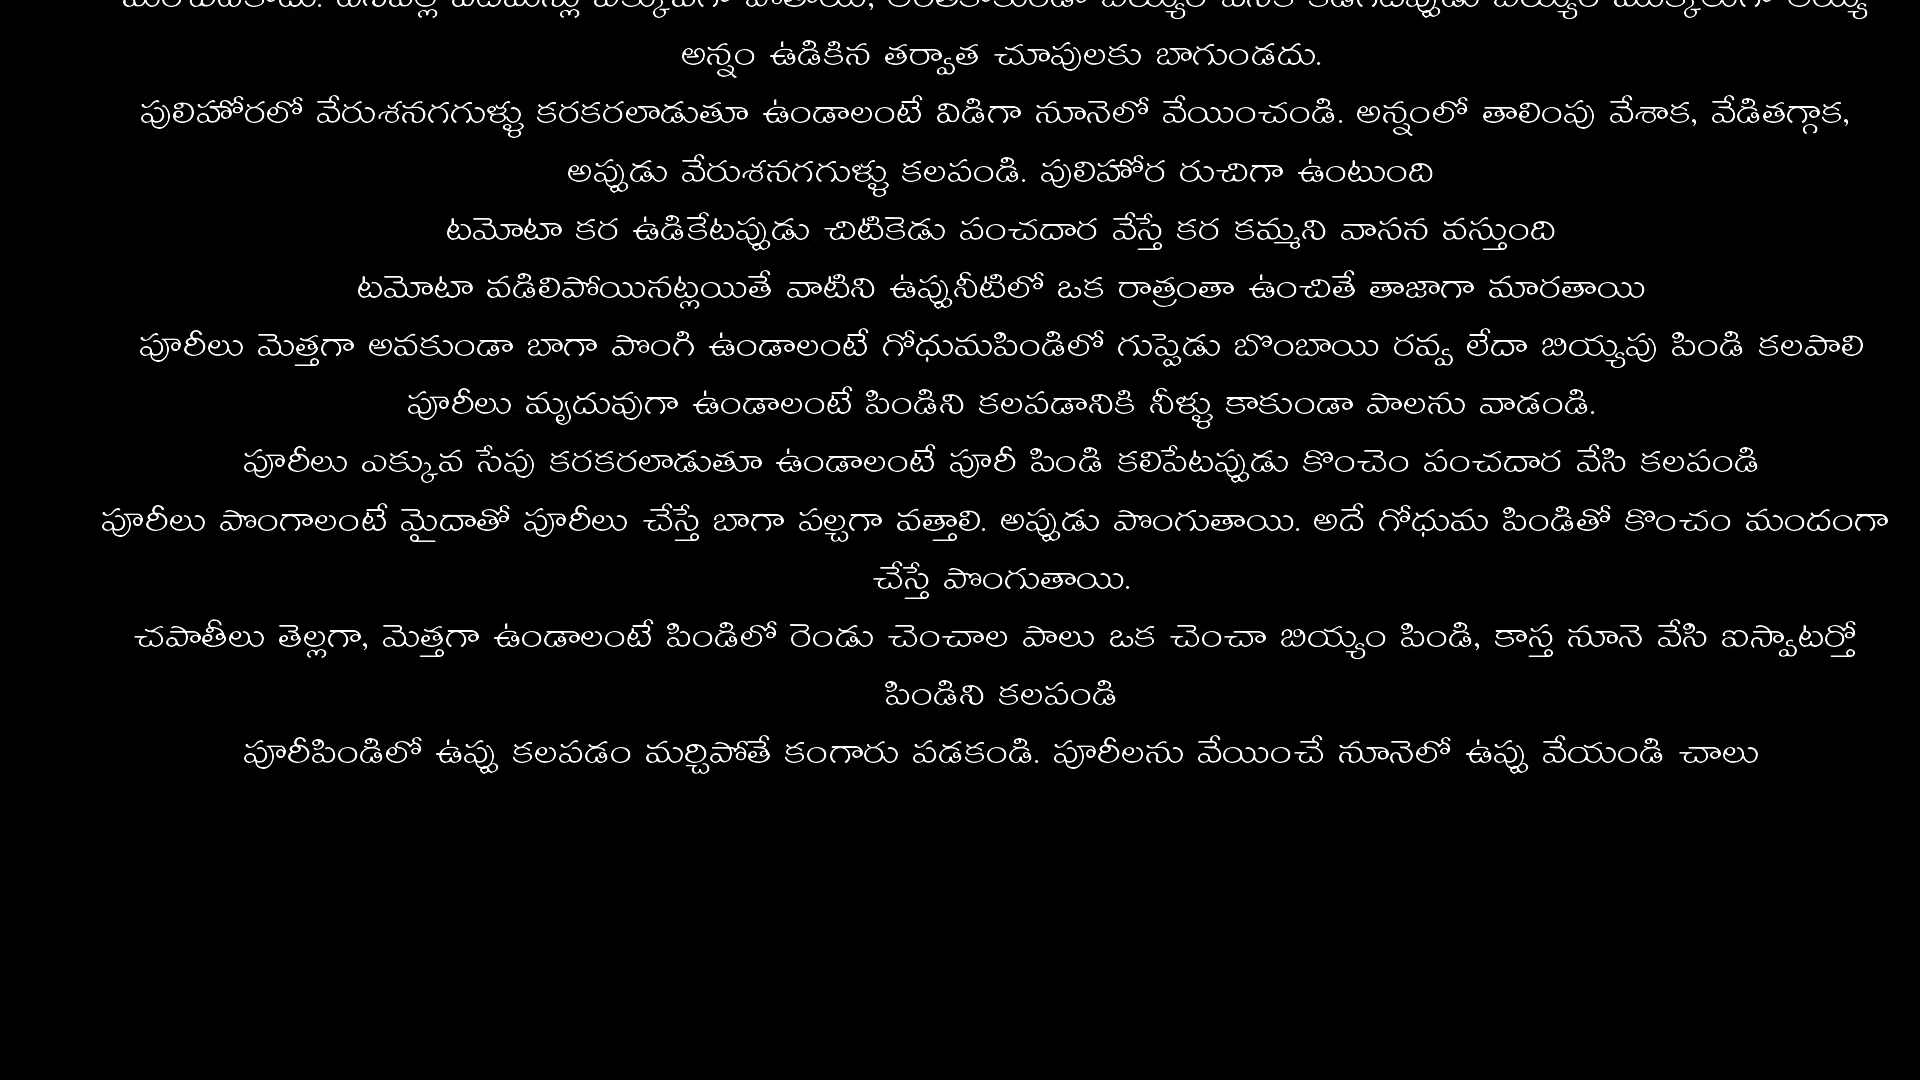 అన్నం ఉడికిన తర్వాత చూపులకు బాగుండదు.
పులిహోరలో వేరుశనగగుళ్ళు కరకరలాడుతూ ఉండాలంటే విడిగా నూనెలో వేయించండి. అన్నంలో తాలింపు వేశాక, వేడితగ్గాక,
అప్పుడు వేరుశనగగుళ్ళు కలపండి. పులిహోర రుచిగా ఉంటుంది
టమోటా కర ఉడికేటప్పుడు చిటికెడు పంచదార వేస్తే కర కమ్మని వాసన వస్తుంది
టమోటా వడిలిపోయినట్లయితే వాటిని ఉప్పునీటిలో ఒక రాత్రంతా ఉంచితే తాజాగా మారతాయి
పూరీలు మెత్తగా అవకుండా బాగా పొంగి ఉండాలంటే గోధుమపిండిలో గుప్పెడు బొంబాయి రవ్వ లేదా బియ్యపు పిండి కలపాలి
పూరీలు మృదువుగా ఉండాలంటే పిండిని కలపడానికి నీళ్ళు కాకుండా పాలను వాడండి.
పూరీలు ఎక్కువ సేపు కరకరలాడుతూ ఉండాలంటే పూరీ పిండి కలిపేటప్పుడు కొంచెం పంచదార వేసి కలపండి
పూరీలు పొంగాలంటే మైదాతో పూరీలు చేస్తే బాగా పల్చగా వత్తాలి. అప్పుడు పొంగుతాయి. అదే గోధుమ పిండితో కొంచం మందంగా
చేస్తే పొంగుతాయి.
చపాతీలు తెల్లగా, మెత్తగా ఉండాలంటే పిండిలో రెండు చెంచాల పాలు ఒక చెంచా బియ్యం పిండి, కాస్త నూనె వేసి ఐస్వాటర్తో
పిండిని కలపండి
పూరీపిండిలో ఉప్పు కలపడం మర్చిపోతే కంగారు పడకండి. పూరీలను వేయించే నూనెలో ఉప్పు వేయండి చాలు